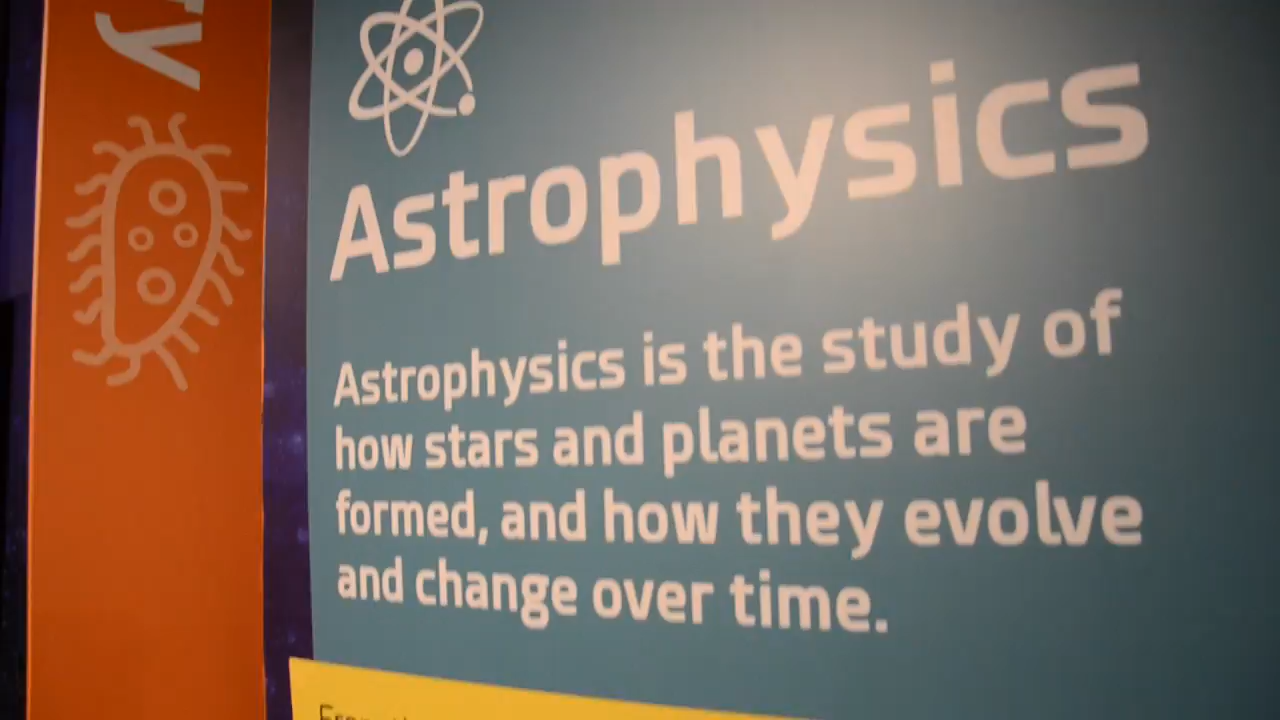 Astrophysics
Astrophysics is the study of
how stars and planets are
formed, and how they evolve
and change over time.